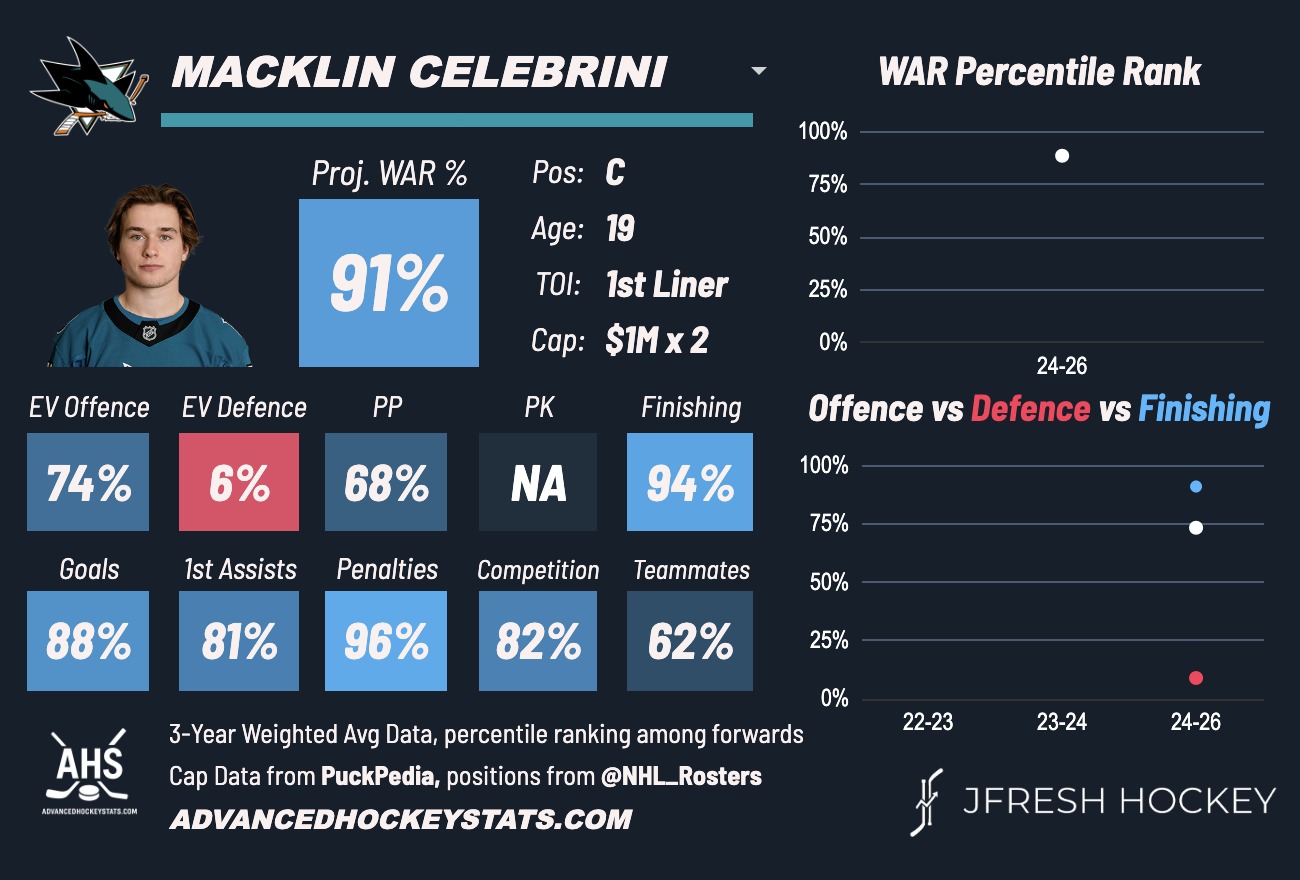 MACKLIN CELEBRINI
Proj. WAR %
91%
Pos: C
Age: 19
TOI: 1st Liner
Cap: $1M x 2
EV Offence EV Defence PP PK Finishing
74% 6% 68% NA 94%
Goals 1st Assists Penalties Competition Teammates
88% 81% 96% 82% 62%
AHS
ADVANCEDHOCKEYSTATS.COM
3-Year Weighted Avg Data, percentile ranking among forwards
Cap Data from PuckPedia, positions from @NHL_Rosters
ADVANCEDHOCKEYSTATS.COM
WAR Percentile Rank
100%
75%
50%
25%
0%
24-26
Offence vs Defence vs Finishing
100%
75%
50%
25%
0%
22-23 23-24 24-26
JFRESH HOCKEY